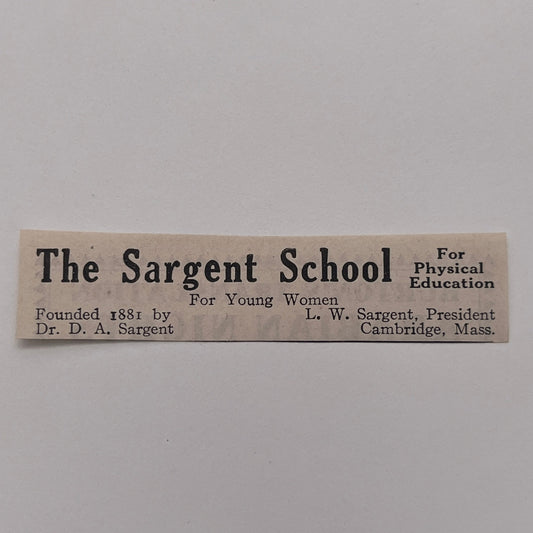 The Sargent School For Physical Education
For Young Women
Founded 1881 by L. W. Sargent, President
Dr. D. A. Sargent Cambridge, Mass.